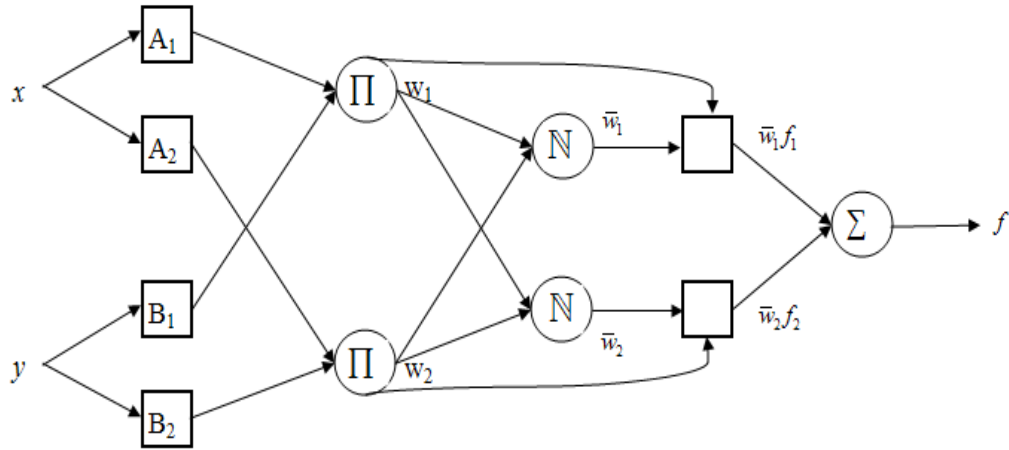 A₁
x
∏ w₁
w̅₁
ℕ
w̅₁f₁
A₂
∑
f
B₁
ℕ
w̅₂
w̅₂f₂
y
∏ w₂
B₂